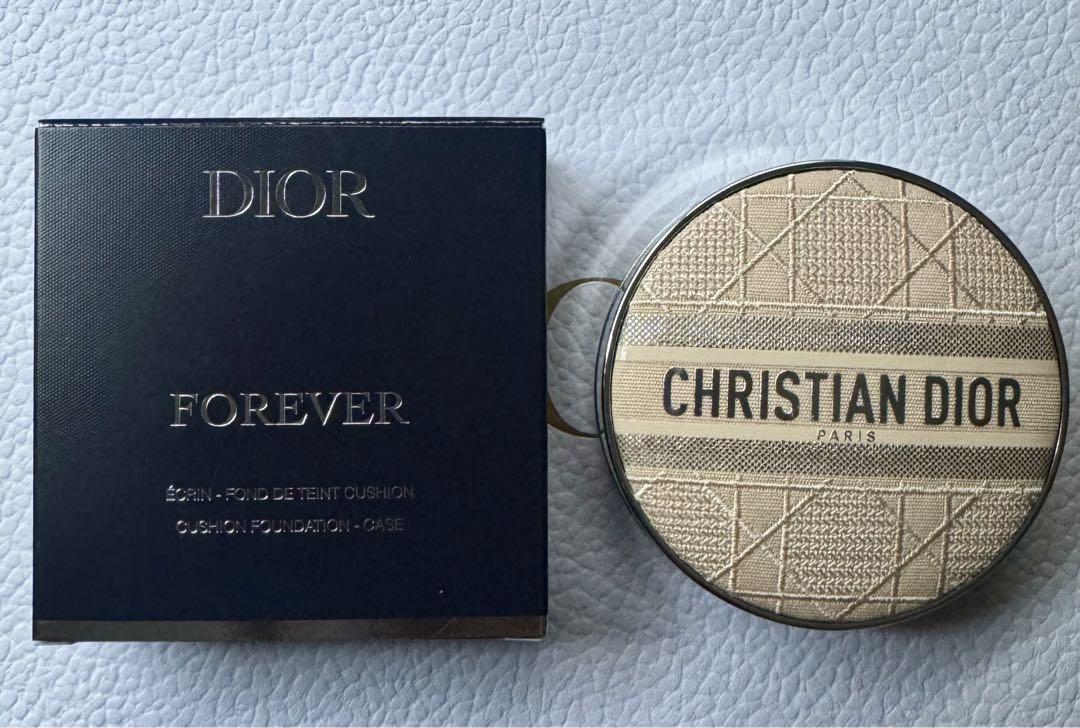 DIOR
FOREVER
ÉCRIN - FOND DE TEINT CUSHION
CUSHION FOUNDATION - CASE
CHRISTIAN DIOR
PARIS